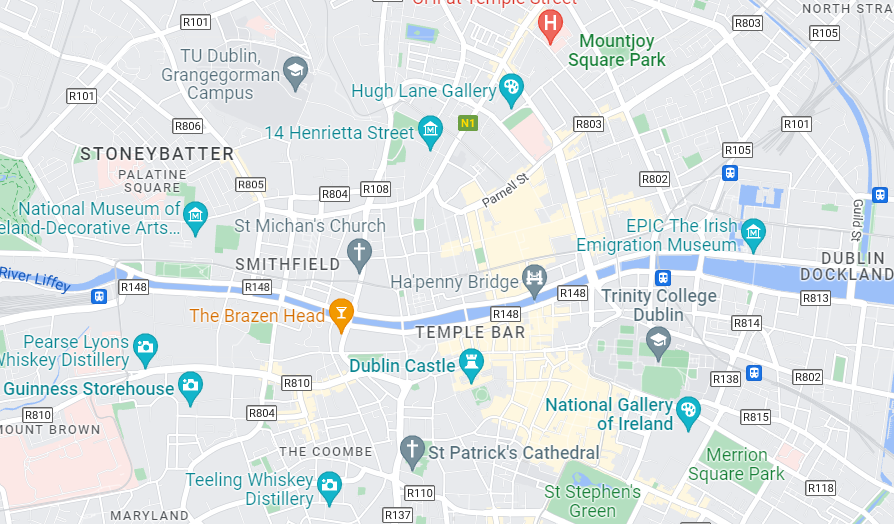 CHI at Temple Street
NORTH STRA
R101
R803
R105
Mountjoy
Square Park
TU Dublin,
Grangegorman
Campus
Hugh Lane Gallery
R101
R806
N1
R803
R101
14 Henrietta Street
STONEYBATTER
R105
PALATINE
SQUARE
R805
R804
R108
Parnell St
R802
National Museum of
eland-Decorative Arts...
St Michan's Church
EPIC The Irish
Emigration Museum
Guild St
SMITHFIELD
DUBLIN
DOCKLAND
River Liffey
R148
R148
Ha'penny Bridge
R148
Trinity College
Dublin
R813
The Brazen Head
R148
TEMPLE BAR
R814
Pearse Lyons
Whiskey Distillery
Dublin Castle
Guinness Storehouse
R810
R138
R802
R810
R804
National Gallery
of Ireland
R815
MOUNT BROWN
THE COOMBE
St Patrick's Cathedral
Merrion
Square Park
Teeling Whiskey
Distillery
R110
St Stephen's
Green
R118
MARYLAND
R137